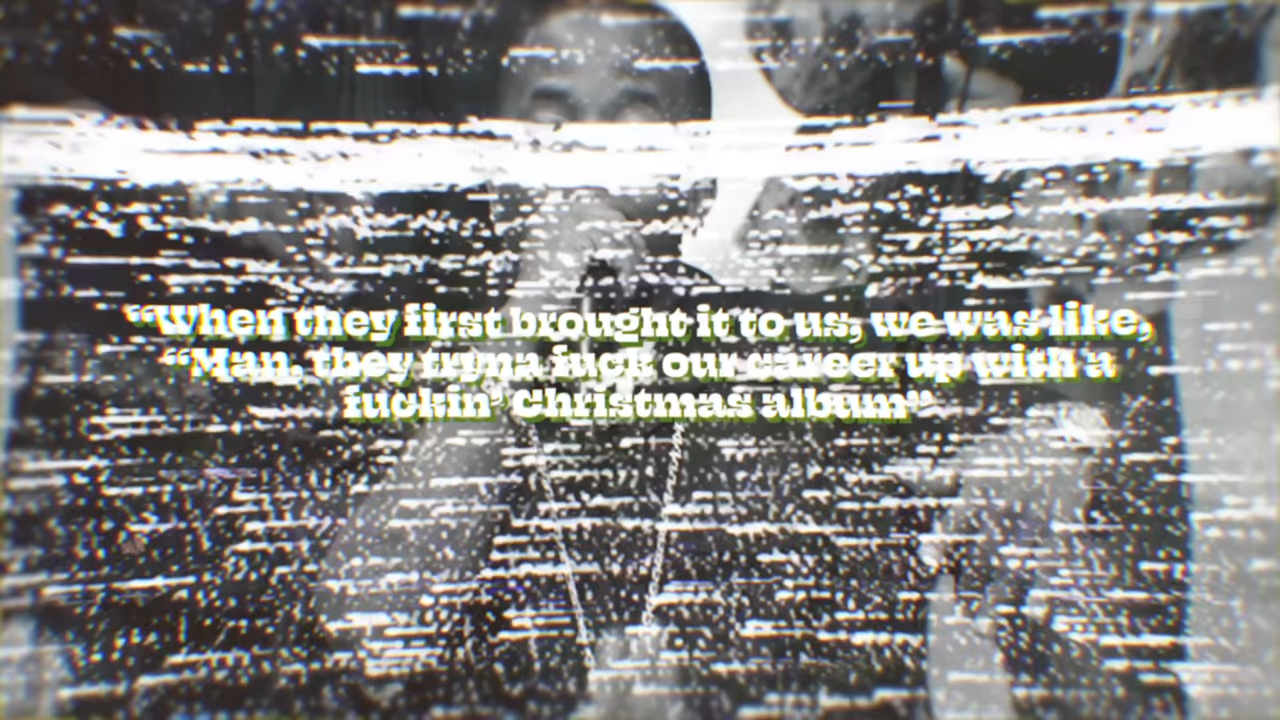 “When they first brought it to us, we was like,
“Man, they tryna fuck our career up with a
fuckin’ Christmas album”